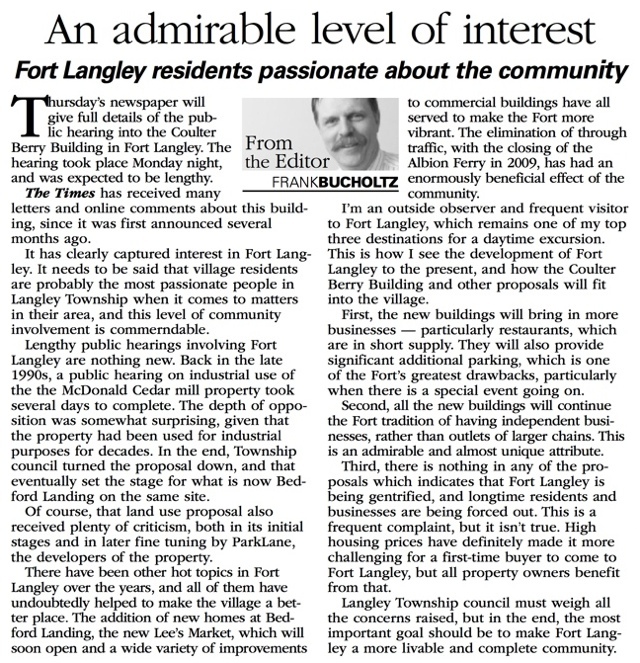 An admirable level of interest
Fort Langley residents passionate about the community
Thursday's newspaper will
give full details of the pub-
lic hearing into the Coulter
Berry Building in Fort Langley. The
hearing took place Monday night,
and was expected to be lengthy.
The Times has received many
letters and online comments about this build-
ing, since it was first announced several
months ago.
It has clearly captured interest in Fort Lang-
ley. It needs to be said that village residents
are probably the most passionate people in
Langley Township when it comes to matters
in their area, and this level of community
involvement is commerndable.
Lengthy public hearings involving Fort
Langley are nothing new. Back in the late
1990s, a public hearing on industrial use of
the the McDonald Cedar mill property took
several days to complete. The depth of oppo-
sition was somewhat surprising, given that
the property had been used for industrial
purposes for decades. In the end, Township
council turned the proposal down, and that
eventually set the stage for what is now Bed-
ford Landing on the same site.
Of course, that land use proposal also
received plenty of criticism, both in its initial
stages and in later fine tuning by ParkLane,
the developers of the property.
There have been other hot topics in Fort
Langley over the years, and all of them have
undoubtedly helped to make the village a bet-
ter place. The addition of new homes at Bed-
ford Landing, the new Lee's Market, which will
soon open and a wide variety of improvements
From
the Editor
FRANKBUCHOLTZ
to commercial buildings have all
served to make the Fort more
vibrant. The elimination of through
traffic, with the closing of the
Albion Ferry in 2009, has had an
enormously beneficial effect of the
community.
I'm an outside observer and frequent visitor
to Fort Langley, which remains one of my top
three destinations for a daytime excursion.
This is how I see the development of Fort
Langley to the present, and how the Coulter
Berry Building and other proposals will fit
into the village.
First, the new buildings will bring in more
businesses — particularly restaurants, which
are in short supply. They will also provide
significant additional parking, which is one
of the Fort's greatest drawbacks, particularly
when there is a special event going on.
Second, all the new buildings will continue
the Fort tradition of having independent busi-
nesses, rather than outlets of larger chains. This
is an admirable and almost unique attribute.
Third, there is nothing in any of the pro-
posals which indicates that Fort Langley is
being gentrified, and longtime residents and
businesses are being forced out. This is a
frequent complaint, but it isn't true. High
housing prices have definitely made it more
challenging for a first-time buyer to come to
Fort Langley, but all property owners benefit
from that.
Langley Township council must weigh all
the concerns raised, but in the end, the most
important goal should be to make Fort Lang-
ley a more livable and complete community.